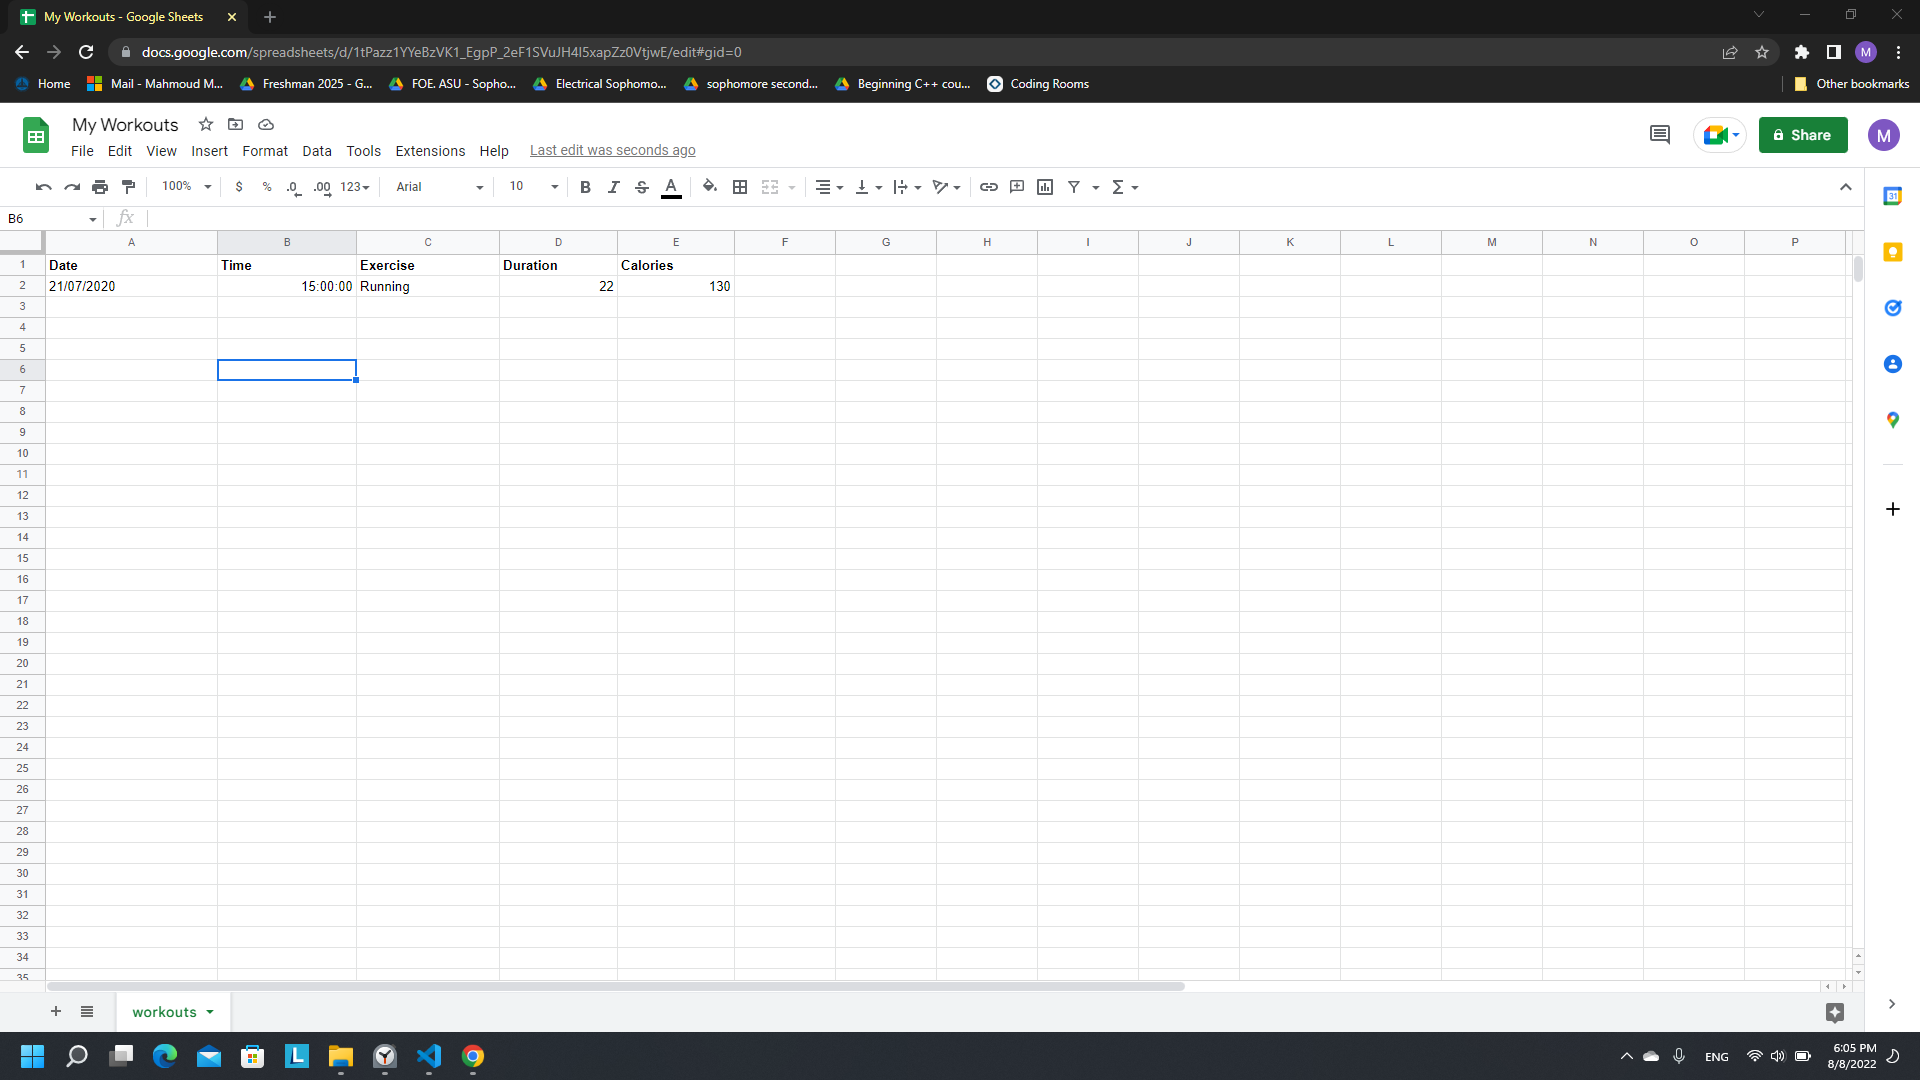 My Workouts - Google Sheets
docs.google.com/spreadsheets/d/1tPazz1YYeBzVK1_EgpP_2eF1SVuJH4I5xapZz0VtjwE/edit#gid=0
M
Home
Mail - Mahmoud M...
Freshman 2025 - G...
FOE. ASU - Sopho...
Electrical Sophomo...
sophomore second...
Beginning C++ cou...
Coding Rooms
Other bookmarks
My Workouts
Share
M
File Edit View Insert Format Data Tools Extensions Help Last edit was seconds ago
100% $ % .0 .00 123 Arial 10 B I S A
31
B6 fx
A B C D E F G H I J K L M N O P
1 Date Time Exercise Duration Calories
2 21/07/2020 15:00:00 Running 22 130
3
4
5
6
7
8
9
10
11
12
13
14
15
16
17
18
19
20
21
22
23
24
25
26
27
28
29
30
31
32
33
34
35
workouts
L
ENG
6:05 PM
8/8/2022